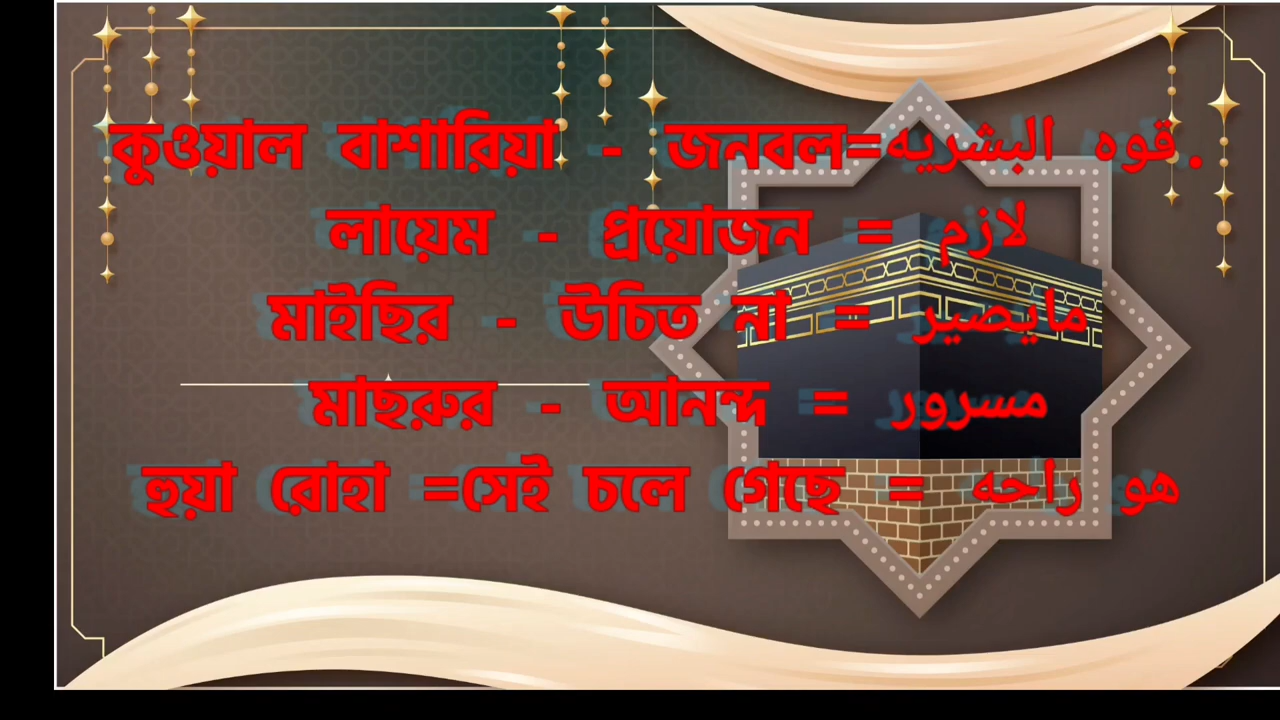 কুওয়াল বাশারিয়া - জনবল=قوه البشريه.
লায়েম - প্রয়োজন = لازم
মাইছির - উচিত না = مايصير
মাছরুর - আনন্দ = مسرور
হুয়া রোহা =সেই চলে গেছে = هو راحه